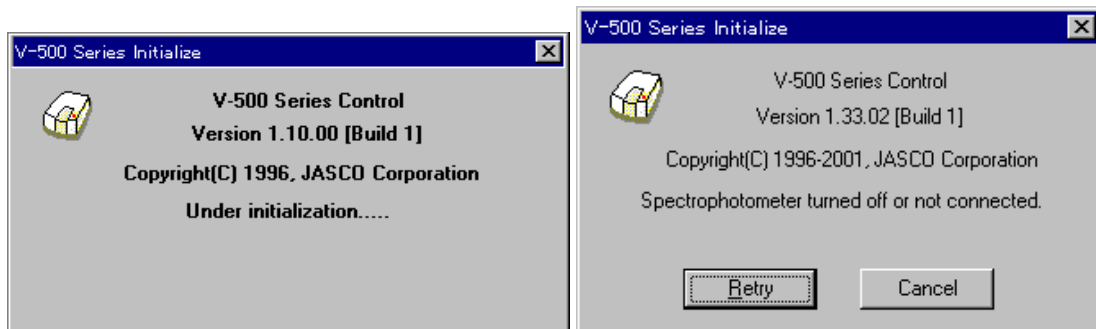 V-500 Series Initialize
V-500 Series Control
Version 1.10.00 [Build 1]
Copyright(C) 1996, JASCO Corporation
Under initialization.....
V-500 Series Initialize
V-500 Series Control
Version 1.33.02 [Build 1]
Copyright(C) 1996-2001, JASCO Corporation
Spectrophotometer turned off or not connected.
Retry
Cancel